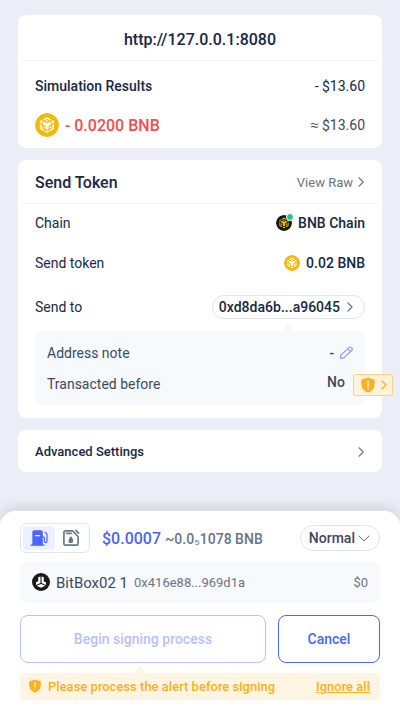 http://127.0.0.1:8080
Simulation Results - $13.60
- 0.0200 BNB ≈ $13.60
Send Token View Raw
Chain BNB Chain
Send token 0.02 BNB
Send to 0xd8da6b...a96045
Address note -
Transacted before No
Advanced Settings
$0.0007 ~0.0₅1078 BNB Normal
BitBox02 1 0x416e88...969d1a $0
Begin signing process Cancel
Please process the alert before signing Ignore all